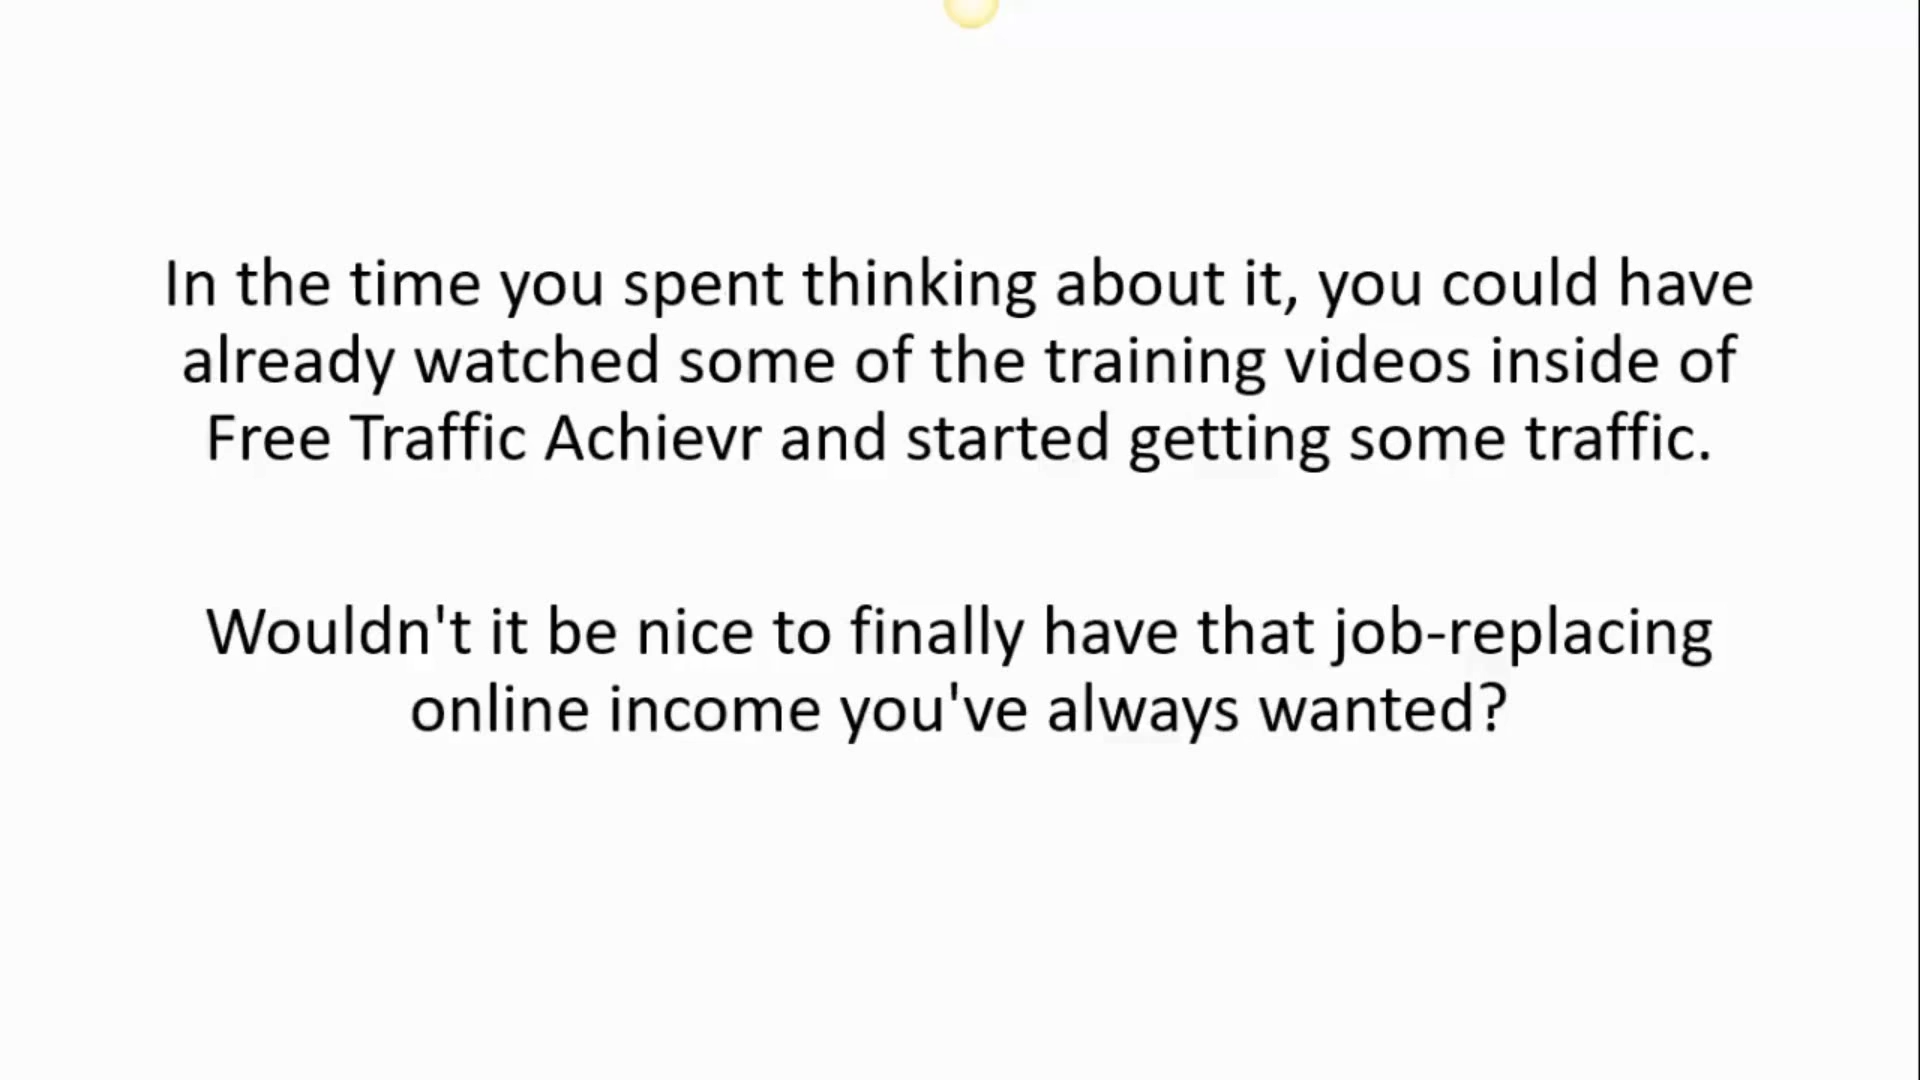 In the time you spent thinking about it, you could have
already watched some of the training videos inside of
Free Traffic Achievr and started getting some traffic.
Wouldn't it be nice to finally have that job-replacing
online income you've always wanted?